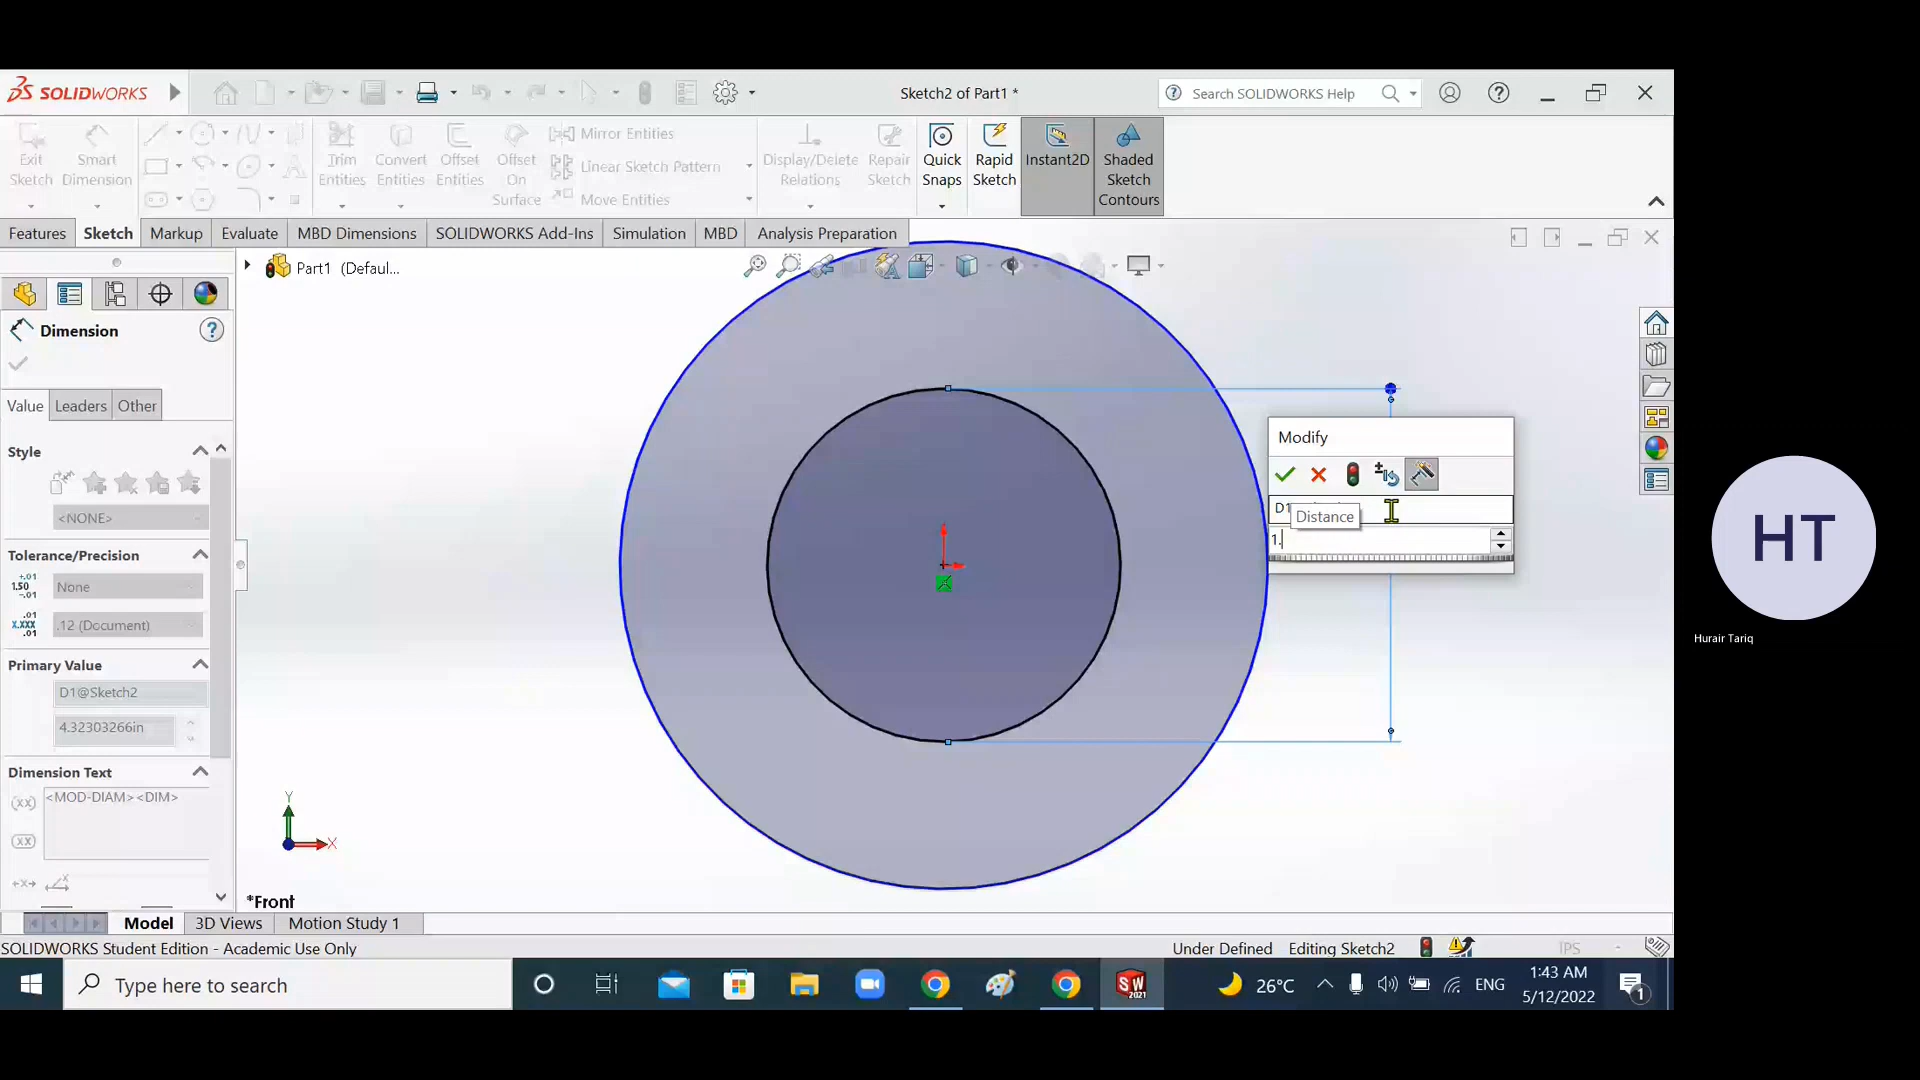 SOLIDWORKS
Sketch2 of Part1 *
Search SOLIDWORKS Help
Exit Sketch
Smart Dimension
Trim Entities
Convert Entities
Offset Entities
Offset On Surface
Mirror Entities
Linear Sketch Pattern
Move Entities
Display/Delete Relations
Repair Sketch
Quick Snaps
Rapid Sketch
Instant2D
Shaded Sketch Contours
Features
Sketch
Markup
Evaluate
MBD Dimensions
SOLIDWORKS Add-Ins
Simulation
MBD
Analysis Preparation
Part1 (Defaul...
Dimension
Value
Leaders
Other
Style
<NONE>
Tolerance/Precision
None
.12 (Document)
Primary Value
D1@Sketch2
4.32303266in
Dimension Text
<MOD-DIAM><DIM>
Modify
D1
Distance
1.
Y
X
*Front
Model
3D Views
Motion Study 1
SOLIDWORKS Student Edition - Academic Use Only
Under Defined
Editing Sketch2
IPS
Type here to search
SW
2021
26°C
ENG
1:43 AM
5/12/2022
1
HT
Hurair Tariq